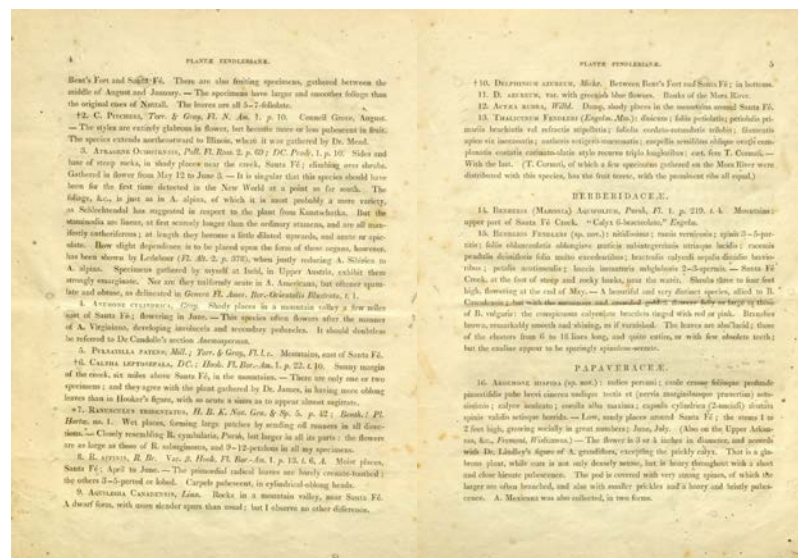 4
PLANTÆ FENDLERIANÆ.
Bent's Fort and Santa Fé. There are also fruiting specimens, gathered between the
middle of August and January. — The specimens have larger and smoother foliage than
the original ones of Nuttall. The leaves are all 5–7-foliolate.
†2. C. Pitcheri, Torr. & Gray, Fl. N. Am. 1. p. 10. Council Grove, August.
— The styles are entirely glabrous in flower, but become more or less pubescent in fruit.
The species extends northeastward to Illinois, where it was gathered by Dr. Mead.
3. Atragene Ochotensis, Pall. Fl. Ross. 2. p. 69; DC. Prodr. 1. p. 10. Sides and
base of steep rocks, in shady places near the creek, Santa Fé; climbing over shrubs.
Gathered in flower from May 12 to June 3. — It is singular that this species should have
been for the first time detected in the New World at a point so far south. The
foliage, &c., is just as in A. alpina, of which it is most probably a mere variety,
as Schlechtendal has suggested in respect to the plant from Kamtschatka. But the
staminodia are linear, at first scarcely longer than the ordinary stamens, and are all man-
ifestly antheriferous; at length they become a little dilated upwards, and acute or apic-
ulate. How slight dependence is to be placed upon the form of these organs, however,
has been shown by Ledebour (Fl. Alt. 2. p. 376), when justly reducing A. Sibirica to
A. alpina. Specimens gathered by myself at Ischl, in Upper Austria, exhibit them
strongly emarginate. Nor are they uniformly acute in A. Americana, but oftener spatu-
late and obtuse, as delineated in Genera Fl. Amer. Bor.-Orientalis Illustrata, t. 1.
4. Anemone cylindrica, Gray. Shady places in a mountain valley a few miles
east of Santa Fé; flowering in June. — This species often flowers after the manner
of A. Virginiana, developing involucels and secondary peduncles. It should doubtless
be referred to De Candolle's section Anemonospermos.
5. Pulsatilla patens, Mill.; Torr. & Gray, Fl. l. c. Mountains, east of Santa Fé.
†6. Caltha leptosepala, DC.; Hook. Fl. Bor.-Am. 1. p. 22. t. 10. Sunny margin
of the creek, six miles above Santa Fé, in the mountains. — There are only one or two
specimens; and they agree with the plant gathered by Dr. James, in having more oblong
leaves than in Hooker's figure, with so acute a sinus as to appear almost sagittate.
*7. Ranunculus tridentatus, H. B. K. Nov. Gen. & Sp. 5. p. 42; Benth. Pl.
Hartw. no. 1. Wet places, forming large patches by sending off runners in all direc-
tions. — Closely resembling R. cymbularia, Pursh, but larger in all its parts: the flowers
are as large as those of R. salsuginosus, and 9–12-petalous in all my specimens.
8. R. affinis, R. Br. Var. β. Hook. Fl. Bor.-Am. 1. p. 13. t. 6, A. Moist places,
Santa Fé; April to June. — The primordial radical leaves are barely crenate-toothed;
the others 3–5-parted or lobed. Carpels pubescent, in cylindrical-oblong heads.
9. Aquilegia Canadensis, Linn. Rocks in a mountain valley, near Santa Fé.
A dwarf form, with more slender spurs than usual; but I observe no other difference.
PLANTÆ FENDLERIANÆ.
5
†10. Delphinium azureum, Michx. Between Bent's Fort and Santa Fé; in bottoms.
11. D. azureum, var. with greenish blue flowers. Banks of the Mora River.
12. Actæa rubra, Willd. Damp, shady places in the mountains around Santa Fé.
13. Thalictrum Fendleri (Engelm. Mss.): dioicum; foliis petiolatis; petiolulis pri-
mariis brachiatis vel refractis stipellatis; foliolis cordato-rotundatis trilobis; filamentis
apice vix incrassatis; antheris setigeris mucronatis; carpellis sessilibus oblique ovatis com-
planatis costatis carinato-alatis stylo recurvo triplo longioribus; cæt. fere T. Cornuti. —
With the last. (T. Cornuti, of which a few specimens gathered on the Mora River were
distributed with this species, has the fruit terete, with the prominent ribs all equal.)
BERBERIDACEÆ.
14. Berberis (Mahonia) Aquifolium, Pursh, Fl. 1. p. 219. t. 4. Mountains;
upper part of Santa Fé Creek. "Calyx 6-bracteolate," Engelm.
15. Berberis Fendleri (sp. nov.): nitidissima; ramis vernicosis; spinis 3–5-par-
titis; foliis oblanceolatis oblongisve muticis subintegerrimis utrinque lucidis; racemis
pendulis densifloris folia multo excedentibus; bracteolis calycem sepala dimidio brevio-
ribus; petalis emtimculis; baccis immaturis subglobosis 2–3-spermis. — Santa Fé
Creek, at the foot of steep and rocky banks, near the water. Shrubs three to four feet
high, flowering at the end of May. — A beautiful and very distinct species, allied to B.
Canadensis; but with the racemes and crowded golden flowers fully as large as those
of B. vulgaris: the conspicuous calyculate bractlets tinged with red or pink. Branches
brown, remarkably smooth and shining, as if varnished. The leaves are also lucid; those
of the clusters from 6 to 18 lines long, and quite entire, or with few obsolete teeth;
but the earlier appear to be sparingly spinulose-serrate.
PAPAVERACEÆ.
16. Argemone hispida (sp. nov.): radice perenni; caule crasso foliisque profunde
pinnatifidis pube brevi cinerea undique tectis et (nervis marginibusque præsertim) seto-
sissimis; calyce aculeato; corolla alba maxima; capsula cylindrica (2-unciali) densata
spinis validis setisque horrida. — Low, sandy places around Santa Fé; the stems 1 to
2 feet high, growing socially in great numbers; June, July. (Also on the Upper Arkan-
sas, &c., Fremont, Wislizenus.) — The flower is 3 or 4 inches in diameter, and accords
with Dr. Lindley's figure of A. grandiflora, excepting the prickly calyx. That is a gla-
brous plant, while ours is not only densely setose, but is hoary throughout with a short
and close hirsute pubescence. The pod is covered with very strong spines, of which the
larger are often branched, and also with smaller prickles and a hoary and bristly pubes-
cence. A. Mexicana was also collected, in two forms.